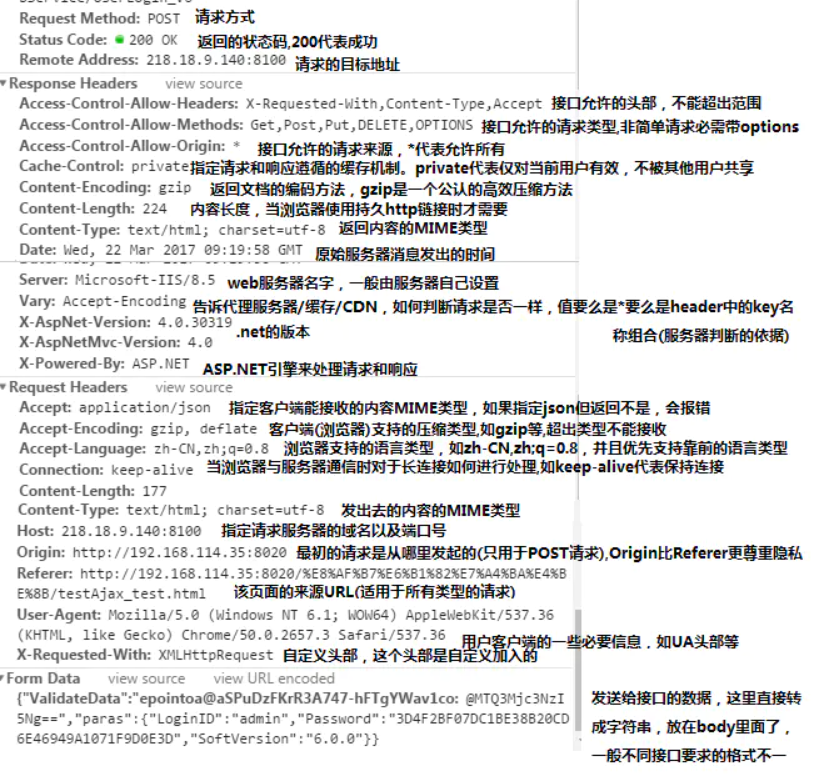 Request Method: POST 请求方式
Status Code: 200 OK 返回的状态码,200代表成功
Remote Address: 218.18.9.140:8100 请求的目标地址
Response Headers view source
Access-Control-Allow-Headers: X-Requested-With,Content-Type,Accept 接口允许的头部，不能超出范围
Access-Control-Allow-Methods: Get,Post,Put,DELETE,OPTIONS 接口允许的请求类型,非简单请求必需带options
Access-Control-Allow-Origin: * 接口允许的请求来源，*代表允许所有
Cache-Control: private 指定请求和响应遵循的缓存机制。private代表仅对当前用户有效，不被其他用户共享
Content-Encoding: gzip 返回文档的编码方法，gzip是一个公认的高效压缩方法
Content-Length: 224 内容长度，当浏览器使用持久http链接时才需要
Content-Type: text/html; charset=utf-8 返回内容的MIME类型
Date: Wed, 22 Mar 2017 09:19:58 GMT 原始服务器消息发出的时间
Server: Microsoft-IIS/8.5 web服务器名字，一般由服务器自己设置
Vary: Accept-Encoding 告诉代理服务器/缓存/CDN，如何判断请求是否一样，值要么是*要么是header中的key名
称组合(服务器判断的依据)
X-AspNet-Version: 4.0.30319
.net的版本
X-AspNetMvc-Version: 4.0
X-Powered-By: ASP.NET ASP.NET引擎来处理请求和响应
Request Headers view source
Accept: application/json 指定客户端能接收的内容MIME类型，如果指定json但返回不是，会报错
Accept-Encoding: gzip, deflate 客户端(浏览器)支持的压缩类型,如gzip等,超出类型不能接收
Accept-Language: zh-CN,zh;q=0.8 浏览器支持的语言类型，如zh-CN,zh;q=0.8，并且优先支持靠前的语言类型
Connection: keep-alive 当浏览器与服务器通信时对于长连接如何进行处理,如keep-alive代表保持连接
Content-Length: 177
Content-Type: text/html; charset=utf-8 发出去的内容的MIME类型
Host: 218.18.9.140:8100 指定请求服务器的域名以及端口号
Origin: http://192.168.114.35:8020 最初的请求是从哪里发起的(只用于POST请求),Origin比Referer更尊重隐私
Referer: http://192.168.114.35:8020/%E8%AF%B7%E6%B1%82%E7%A4%BA%E4%B
E%8B/testAjax_test.html 该页面的来源URL(适用于所有类型的请求)
User-Agent: Mozilla/5.0 (Windows NT 6.1; WOW64) AppleWebKit/537.36
(KHTML, like Gecko) Chrome/50.0.2657.3 Safari/537.36 用户客户端的一些必要信息，如UA头部等
X-Requested-With: XMLHttpRequest 自定义头部，这个头部是自定义加入的
Form Data view source view URL encoded
{"ValidateData":"epointoa@aSPuDzFKrR3A747-hFTgYWav1co: @MTQ3Mjc3NzI
5Ng==","paras":{"LoginID":"admin","Password":"3D4F2BF07DC1BE38B20CD
6E46949A1071F9D0E3D","SoftVersion":"6.0.0"}}
发送给接口的数据，这里直接转
成字符串，放在body里面了，
一般不同接口要求的格式不一